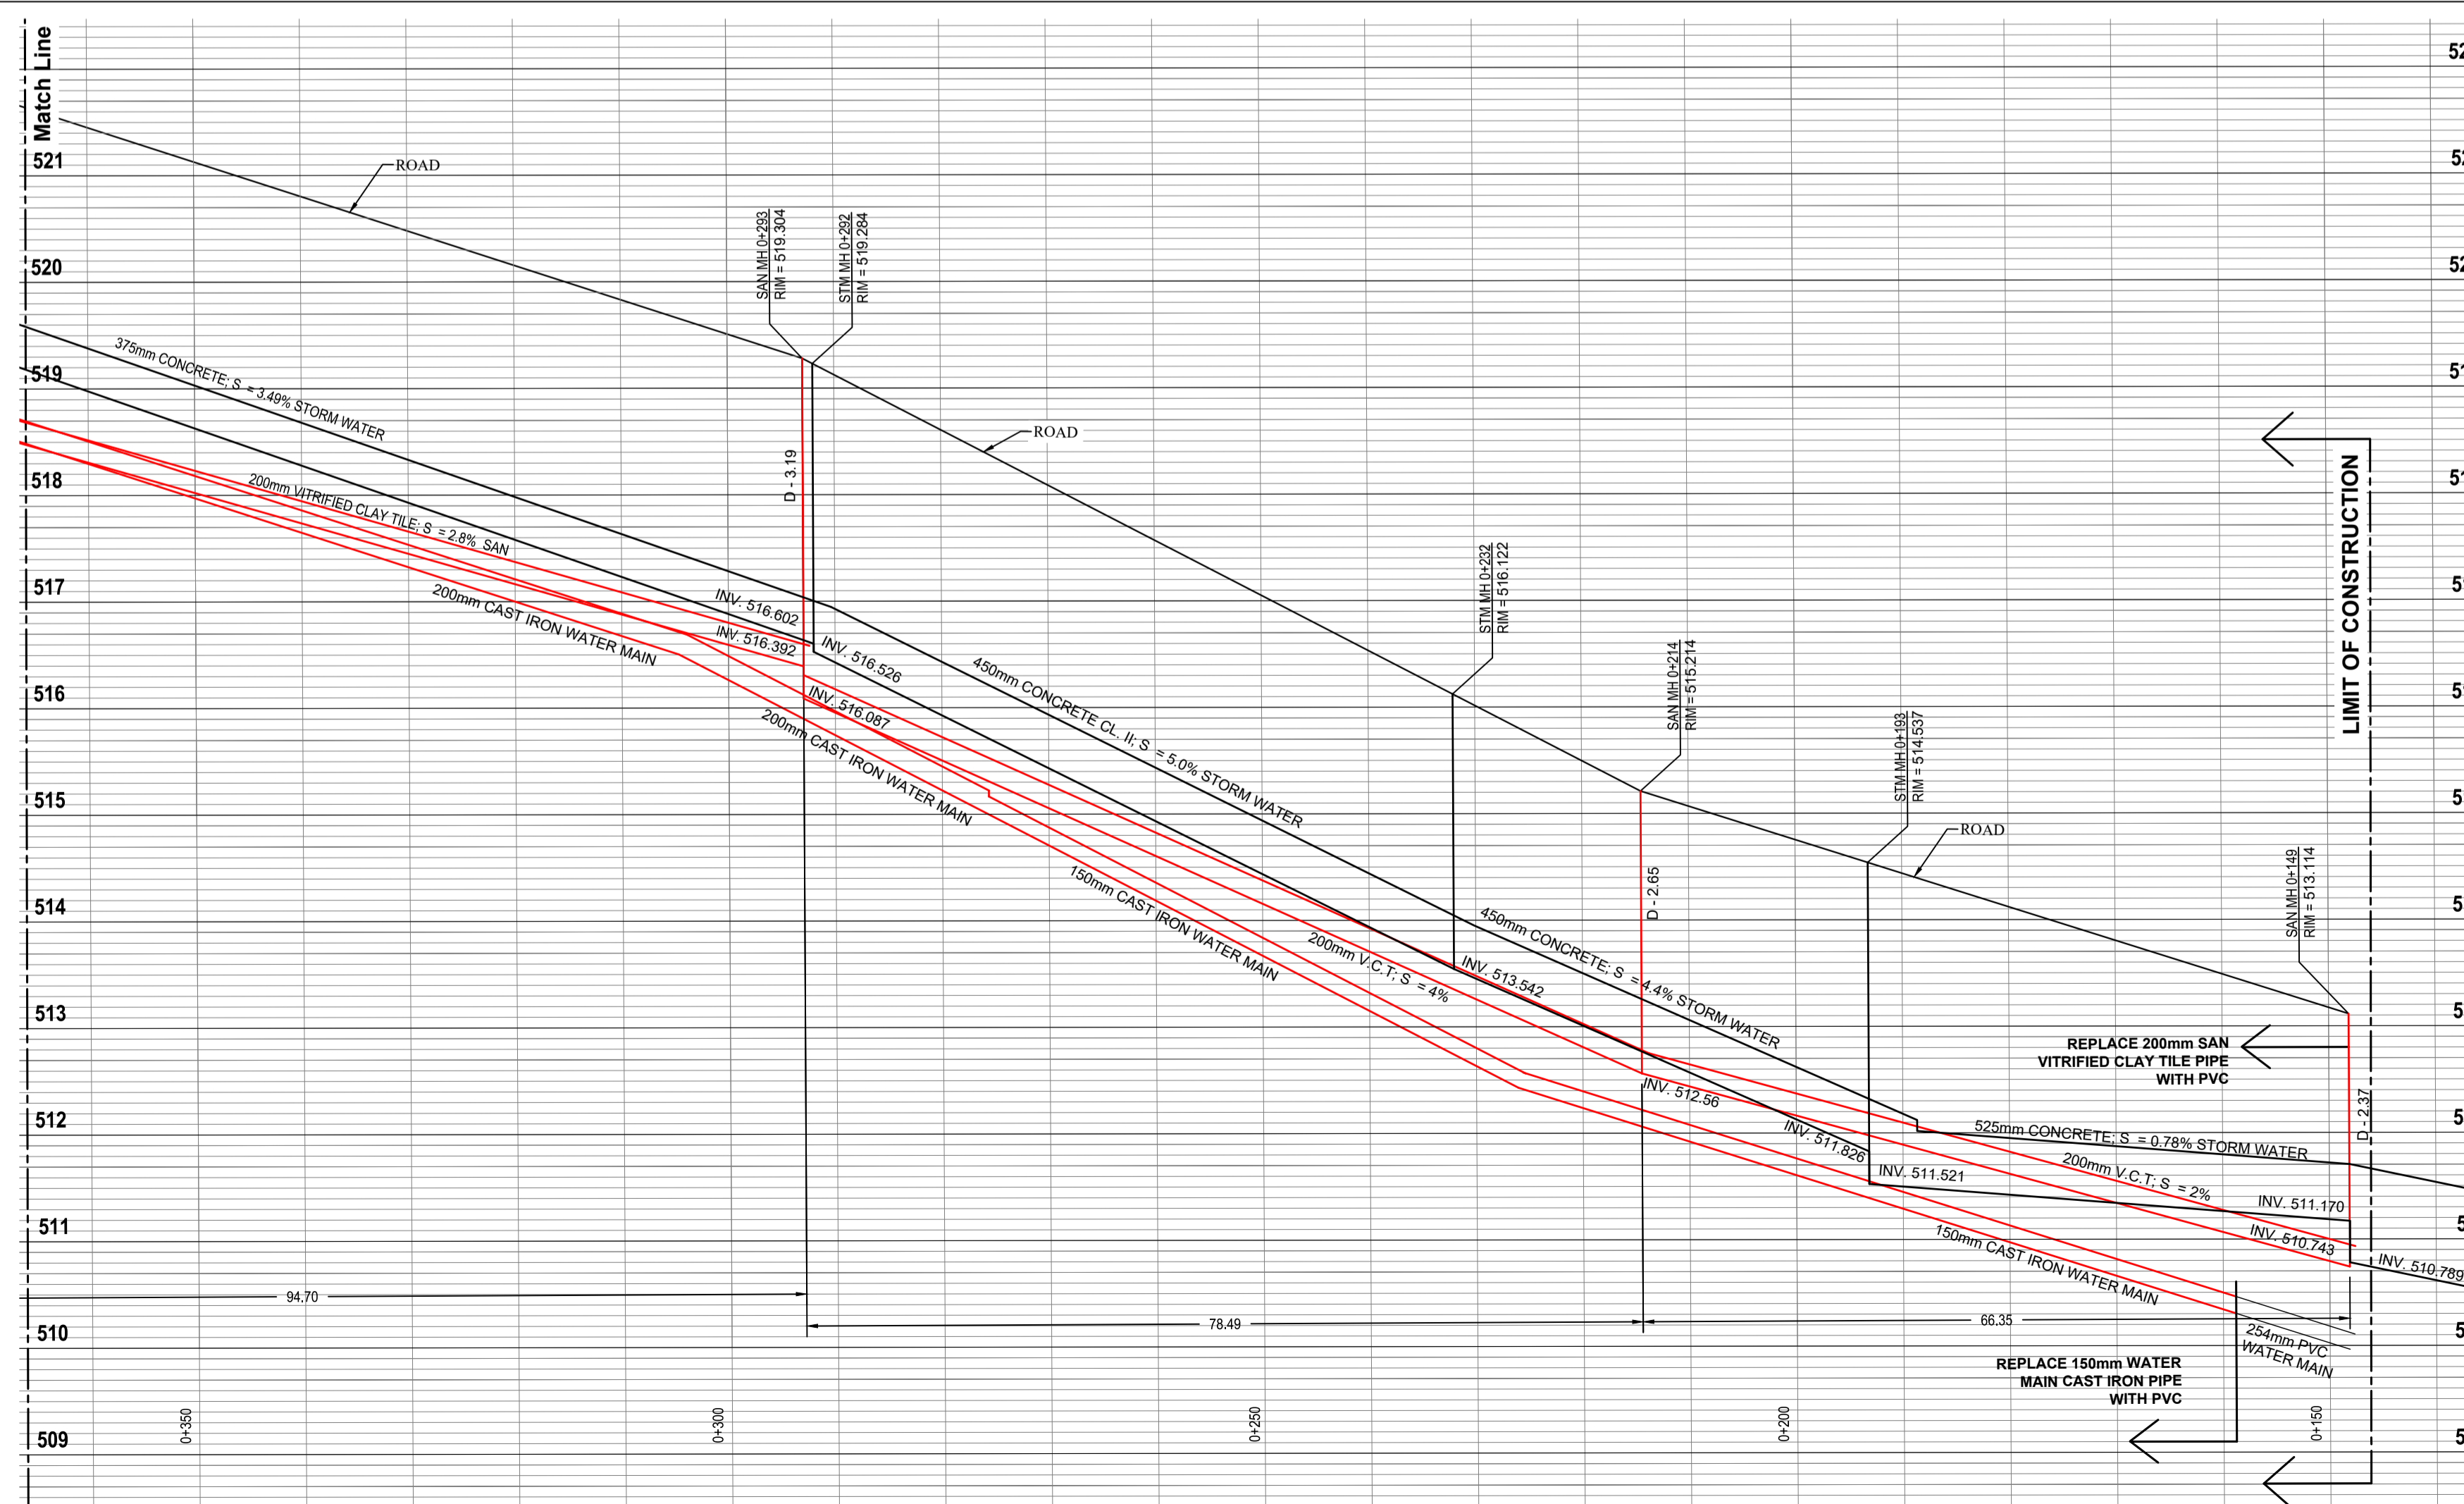 Match Line
521
520
519
518
517
516
515
514
513
512
511
510
509
ROAD
SAN MH 0+293
RIM = 519.304
STM MH 0+292
RIM = 519.284
375mm CONCRETE; S = 3.49% STORM WATER
200mm VITRIFIED CLAY TILE; S = 2.8% SAN
200mm CAST IRON WATER MAIN
D - 3.19
INV. 516.602
INV. 516.392
INV. 516.526
INV. 516.087
200mm CAST IRON WATER MAIN
ROAD
450mm CONCRETE CL. II; S = 5.0% STORM WATER
150mm CAST IRON WATER MAIN
200mm V.C.T; S = 4%
STM MH 0+232
RIM = 516.122
INV. 513.542
SAN MH 0+214
RIM = 515.214
D - 2.65
450mm CONCRETE; S = 4.4% STORM WATER
INV. 512.56
STM MH 0+193
RIM = 514.537
ROAD
INV. 511.826
INV. 511.521
525mm CONCRETE; S = 0.78% STORM WATER
200mm V.C.T; S = 2%
150mm CAST IRON WATER MAIN
SAN MH 0+149
RIM = 513.114
LIMIT OF CONSTRUCTION
REPLACE 200mm SAN
VITRIFIED CLAY TILE PIPE
WITH PVC
D - 2.37
INV. 511.170
INV. 510.743
INV. 510.789
254mm PVC
WATER MAIN
94.70
78.49
66.35
REPLACE 150mm WATER
MAIN CAST IRON PIPE
WITH PVC
0+350
0+300
0+250
0+200
0+150